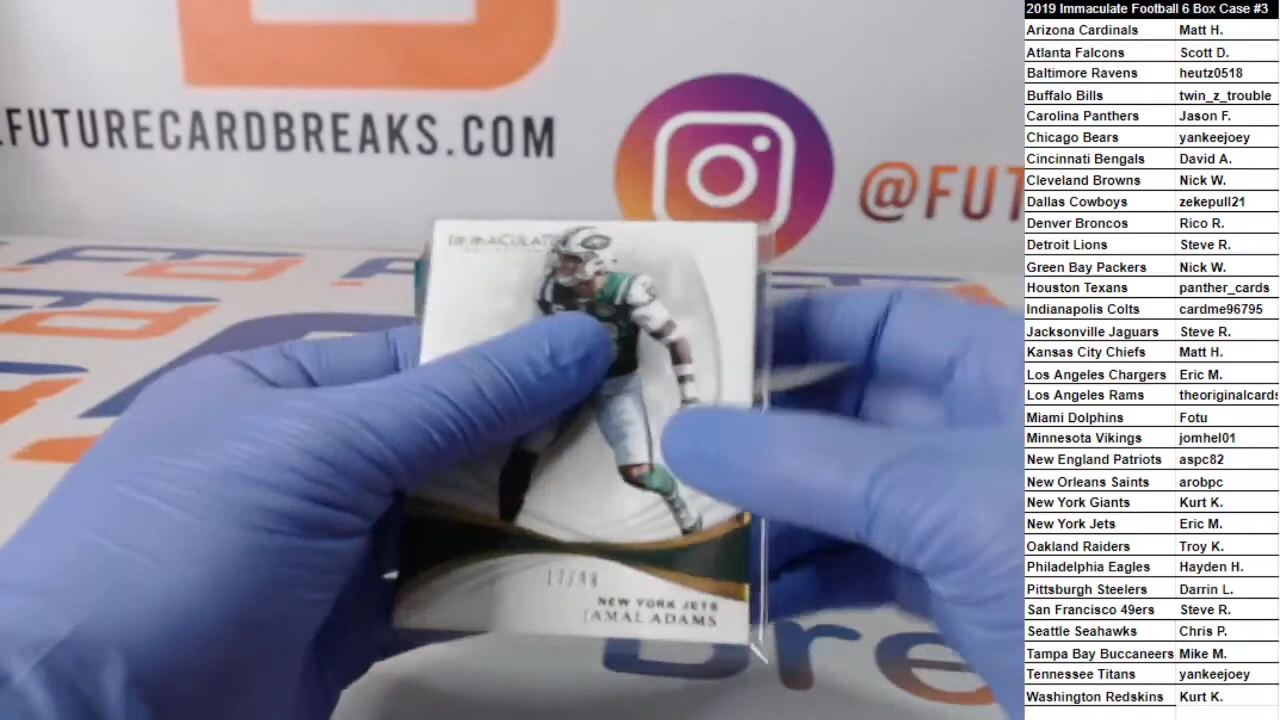 .FUTURECARDBREAKS.COM
@FUT
IMMACULATE
17/99
NEW YORK JETS
JAMAL ADAMS
Bre
2019 Immaculate Football 6 Box Case #3
Arizona Cardinals Matt H.
Atlanta Falcons Scott D.
Baltimore Ravens heutz0518
Buffalo Bills twin_z_trouble
Carolina Panthers Jason F.
Chicago Bears yankeejoey
Cincinnati Bengals David A.
Cleveland Browns Nick W.
Dallas Cowboys zekepull21
Denver Broncos Rico R.
Detroit Lions Steve R.
Green Bay Packers Nick W.
Houston Texans panther_cards
Indianapolis Colts cardme96795
Jacksonville Jaguars Steve R.
Kansas City Chiefs Matt H.
Los Angeles Chargers Eric M.
Los Angeles Rams theoriginalcards
Miami Dolphins Fotu
Minnesota Vikings jomhel01
New England Patriots aspc82
New Orleans Saints arobpc
New York Giants Kurt K.
New York Jets Eric M.
Oakland Raiders Troy K.
Philadelphia Eagles Hayden H.
Pittsburgh Steelers Darrin L.
San Francisco 49ers Steve R.
Seattle Seahawks Chris P.
Tampa Bay Buccaneers Mike M.
Tennessee Titans yankeejoey
Washington Redskins Kurt K.